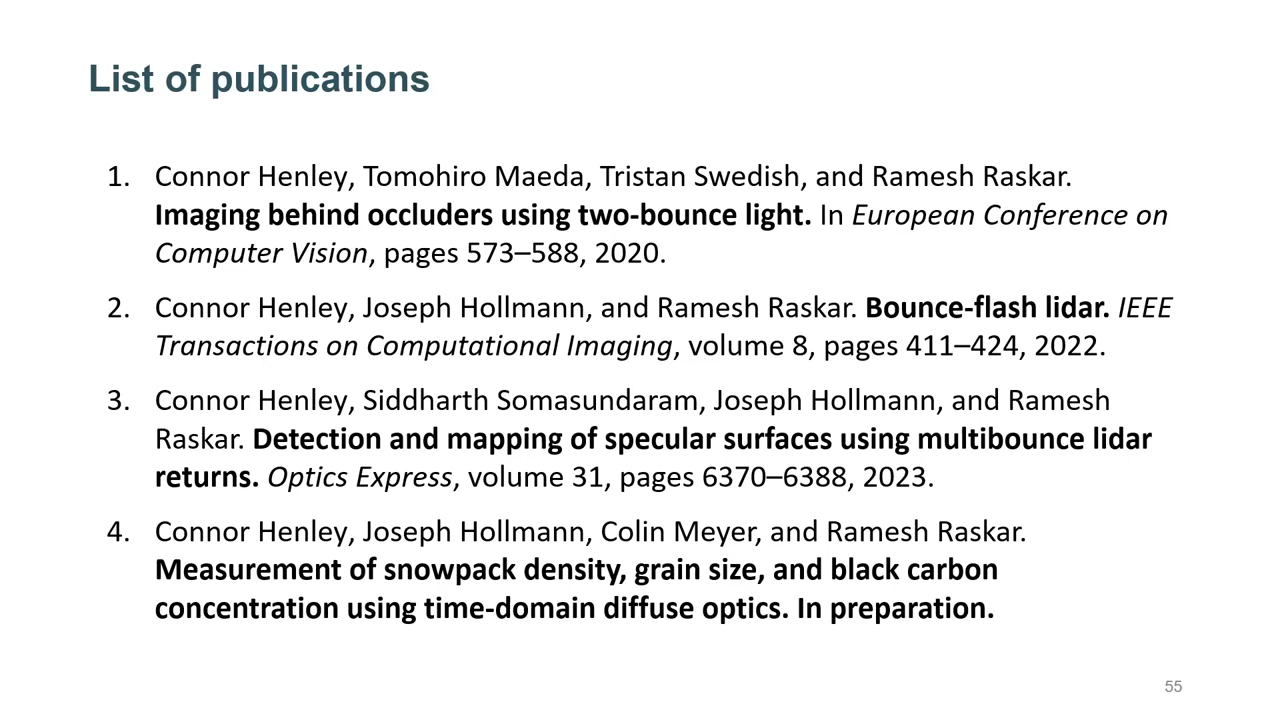 List of publications
1. Connor Henley, Tomohiro Maeda, Tristan Swedish, and Ramesh Raskar.
Imaging behind occluders using two-bounce light. In European Conference on
Computer Vision, pages 573–588, 2020.
2. Connor Henley, Joseph Hollmann, and Ramesh Raskar. Bounce-flash lidar. IEEE
Transactions on Computational Imaging, volume 8, pages 411–424, 2022.
3. Connor Henley, Siddharth Somasundaram, Joseph Hollmann, and Ramesh
Raskar. Detection and mapping of specular surfaces using multibounce lidar
returns. Optics Express, volume 31, pages 6370–6388, 2023.
4. Connor Henley, Joseph Hollmann, Colin Meyer, and Ramesh Raskar.
Measurement of snowpack density, grain size, and black carbon
concentration using time-domain diffuse optics. In preparation.
55